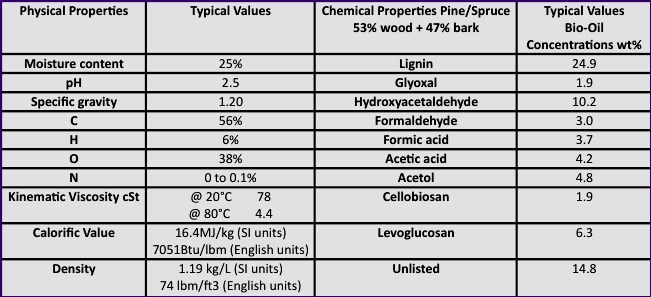 Physical Properties Typical Values Chemical Properties Pine/Spruce Typical Values
53% wood + 47% bark Bio-Oil
Concentrations wt%
Moisture content 25% Lignin 24.9
pH 2.5 Glyoxal 1.9
Specific gravity 1.20 Hydroxyacetaldehyde 10.2
C 56% Formaldehyde 3.0
H 6% Formic acid 3.7
O 38% Acetic acid 4.2
N 0 to 0.1% Acetol 4.8
Kinematic Viscosity cSt @ 20°C 78 Cellobiosan 1.9
@ 80°C 4.4
Calorific Value 16.4MJ/kg (SI units) Levoglucosan 6.3
7051Btu/lbm (English units)
Density 1.19 kg/L (SI units) Unlisted 14.8
74 lbm/ft3 (English units)